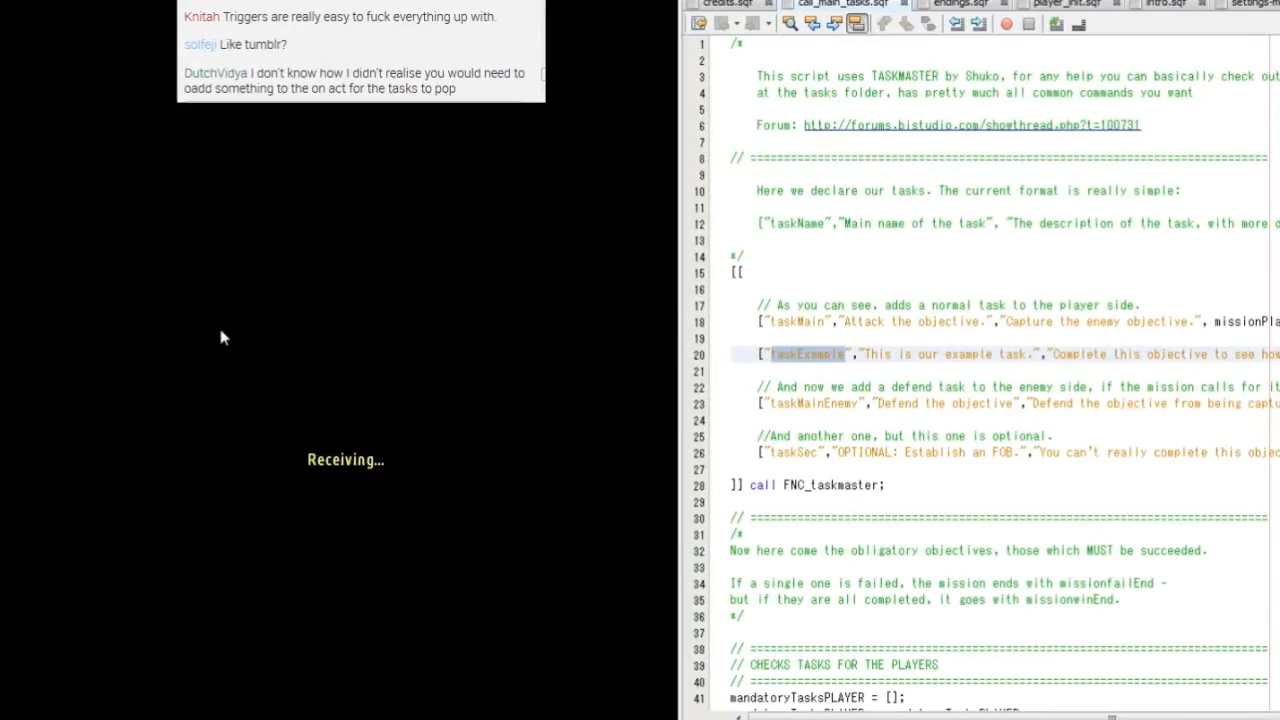 Knitah Triggers are really easy to fuck everything up with.
solfeji Like tumblr?
DutchVidya I don't know how I didn't realise you would need to
oadd something to the on act for the tasks to pop
Receiving...
credits.sqf call_main_tasks.sqf endings.sqf player_init.sqf intro.sqf
1 /*
2
3 This script uses TASKMASTER by Shuko, for any help you can basically check out
4 at the tasks folder, has pretty much all common commands you want
5
6 Forum: http://forums.bistudio.com/showthread.php?t=100731
7
8 // ==============================================================================
9
10 Here we declare our tasks. The current format is really simple:
11
12 ["taskName","Main name of the task", "The description of the task, with more
13
14 */
15 [[
16
17 // As you can see, adds a normal task to the player side.
18 ["taskMain","Attack the objective.","Capture the enemy objective.",
19
20 ["taskExample","This is our example task.","Complete this objective to see how
21
22 // And now we add a defend task to the enemy side, if the mission calls for it
23 ["taskMainEnemy","Defend the objective","Defend the objective from being
24
25 //And another one, but this one is optional.
26 ["taskSec","OPTIONAL: Establish an FOB.","You can't really complete this
27
28 ]] call FNC_taskmaster;
29
30 // ==============================================================================
31 /*
32 Now here come the obligatory objectives, those which MUST be succeeded.
33
34 If a single one is failed, the mission ends with missionfailEnd -
35 but if they are all completed, it goes with missionwinEnd.
36 */
37
38 // ==============================================================================
39 // CHECKS TASKS FOR THE PLAYERS
40 // ==============================================================================
41 mandatoryTasksPLAYER = [];